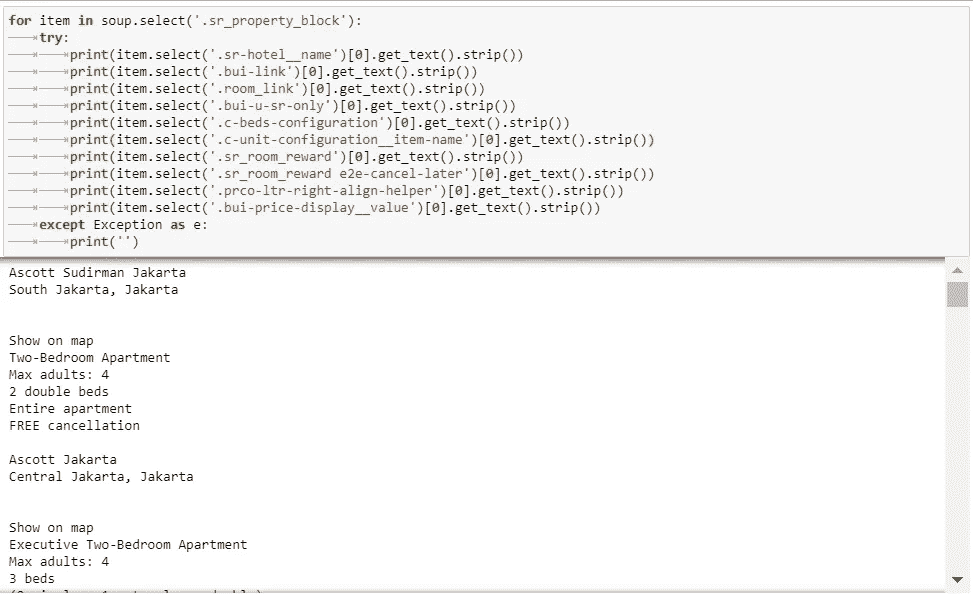 for item in soup.select('.sr_property_block'):
try:
print(item.select('.sr-hotel__name')[0].get_text().strip())
print(item.select('.bui-link')[0].get_text().strip())
print(item.select('.room_link')[0].get_text().strip())
print(item.select('.bui-u-sr-only')[0].get_text().strip())
print(item.select('.c-beds-configuration')[0].get_text().strip())
print(item.select('.c-unit-configuration__item-name')[0].get_text().strip())
print(item.select('.sr_room_reward')[0].get_text().strip())
print(item.select('.sr_room_reward e2e-cancel-later')[0].get_text().strip())
print(item.select('.prco-ltr-right-align-helper')[0].get_text().strip())
print(item.select('.bui-price-display__value')[0].get_text().strip())
except Exception as e:
print('')
Ascott Sudirman Jakarta
South Jakarta, Jakarta
Show on map
Two-Bedroom Apartment
Max adults: 4
2 double beds
Entire apartment
FREE cancellation
Ascott Jakarta
Central Jakarta, Jakarta
Show on map
Executive Two-Bedroom Apartment
Max adults: 4
3 beds